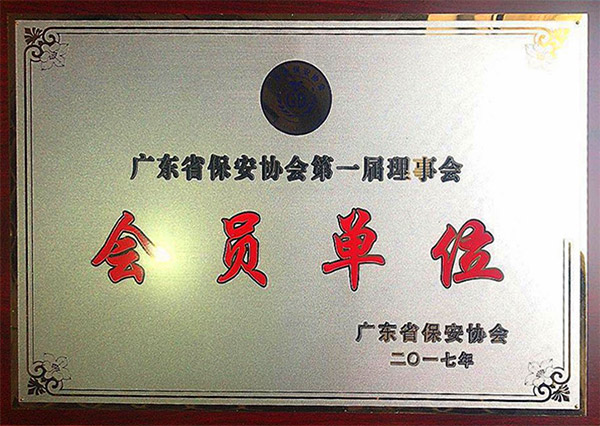 广东省保安协会第一届理事会
会员单位
广东省保安协会
二〇一七年